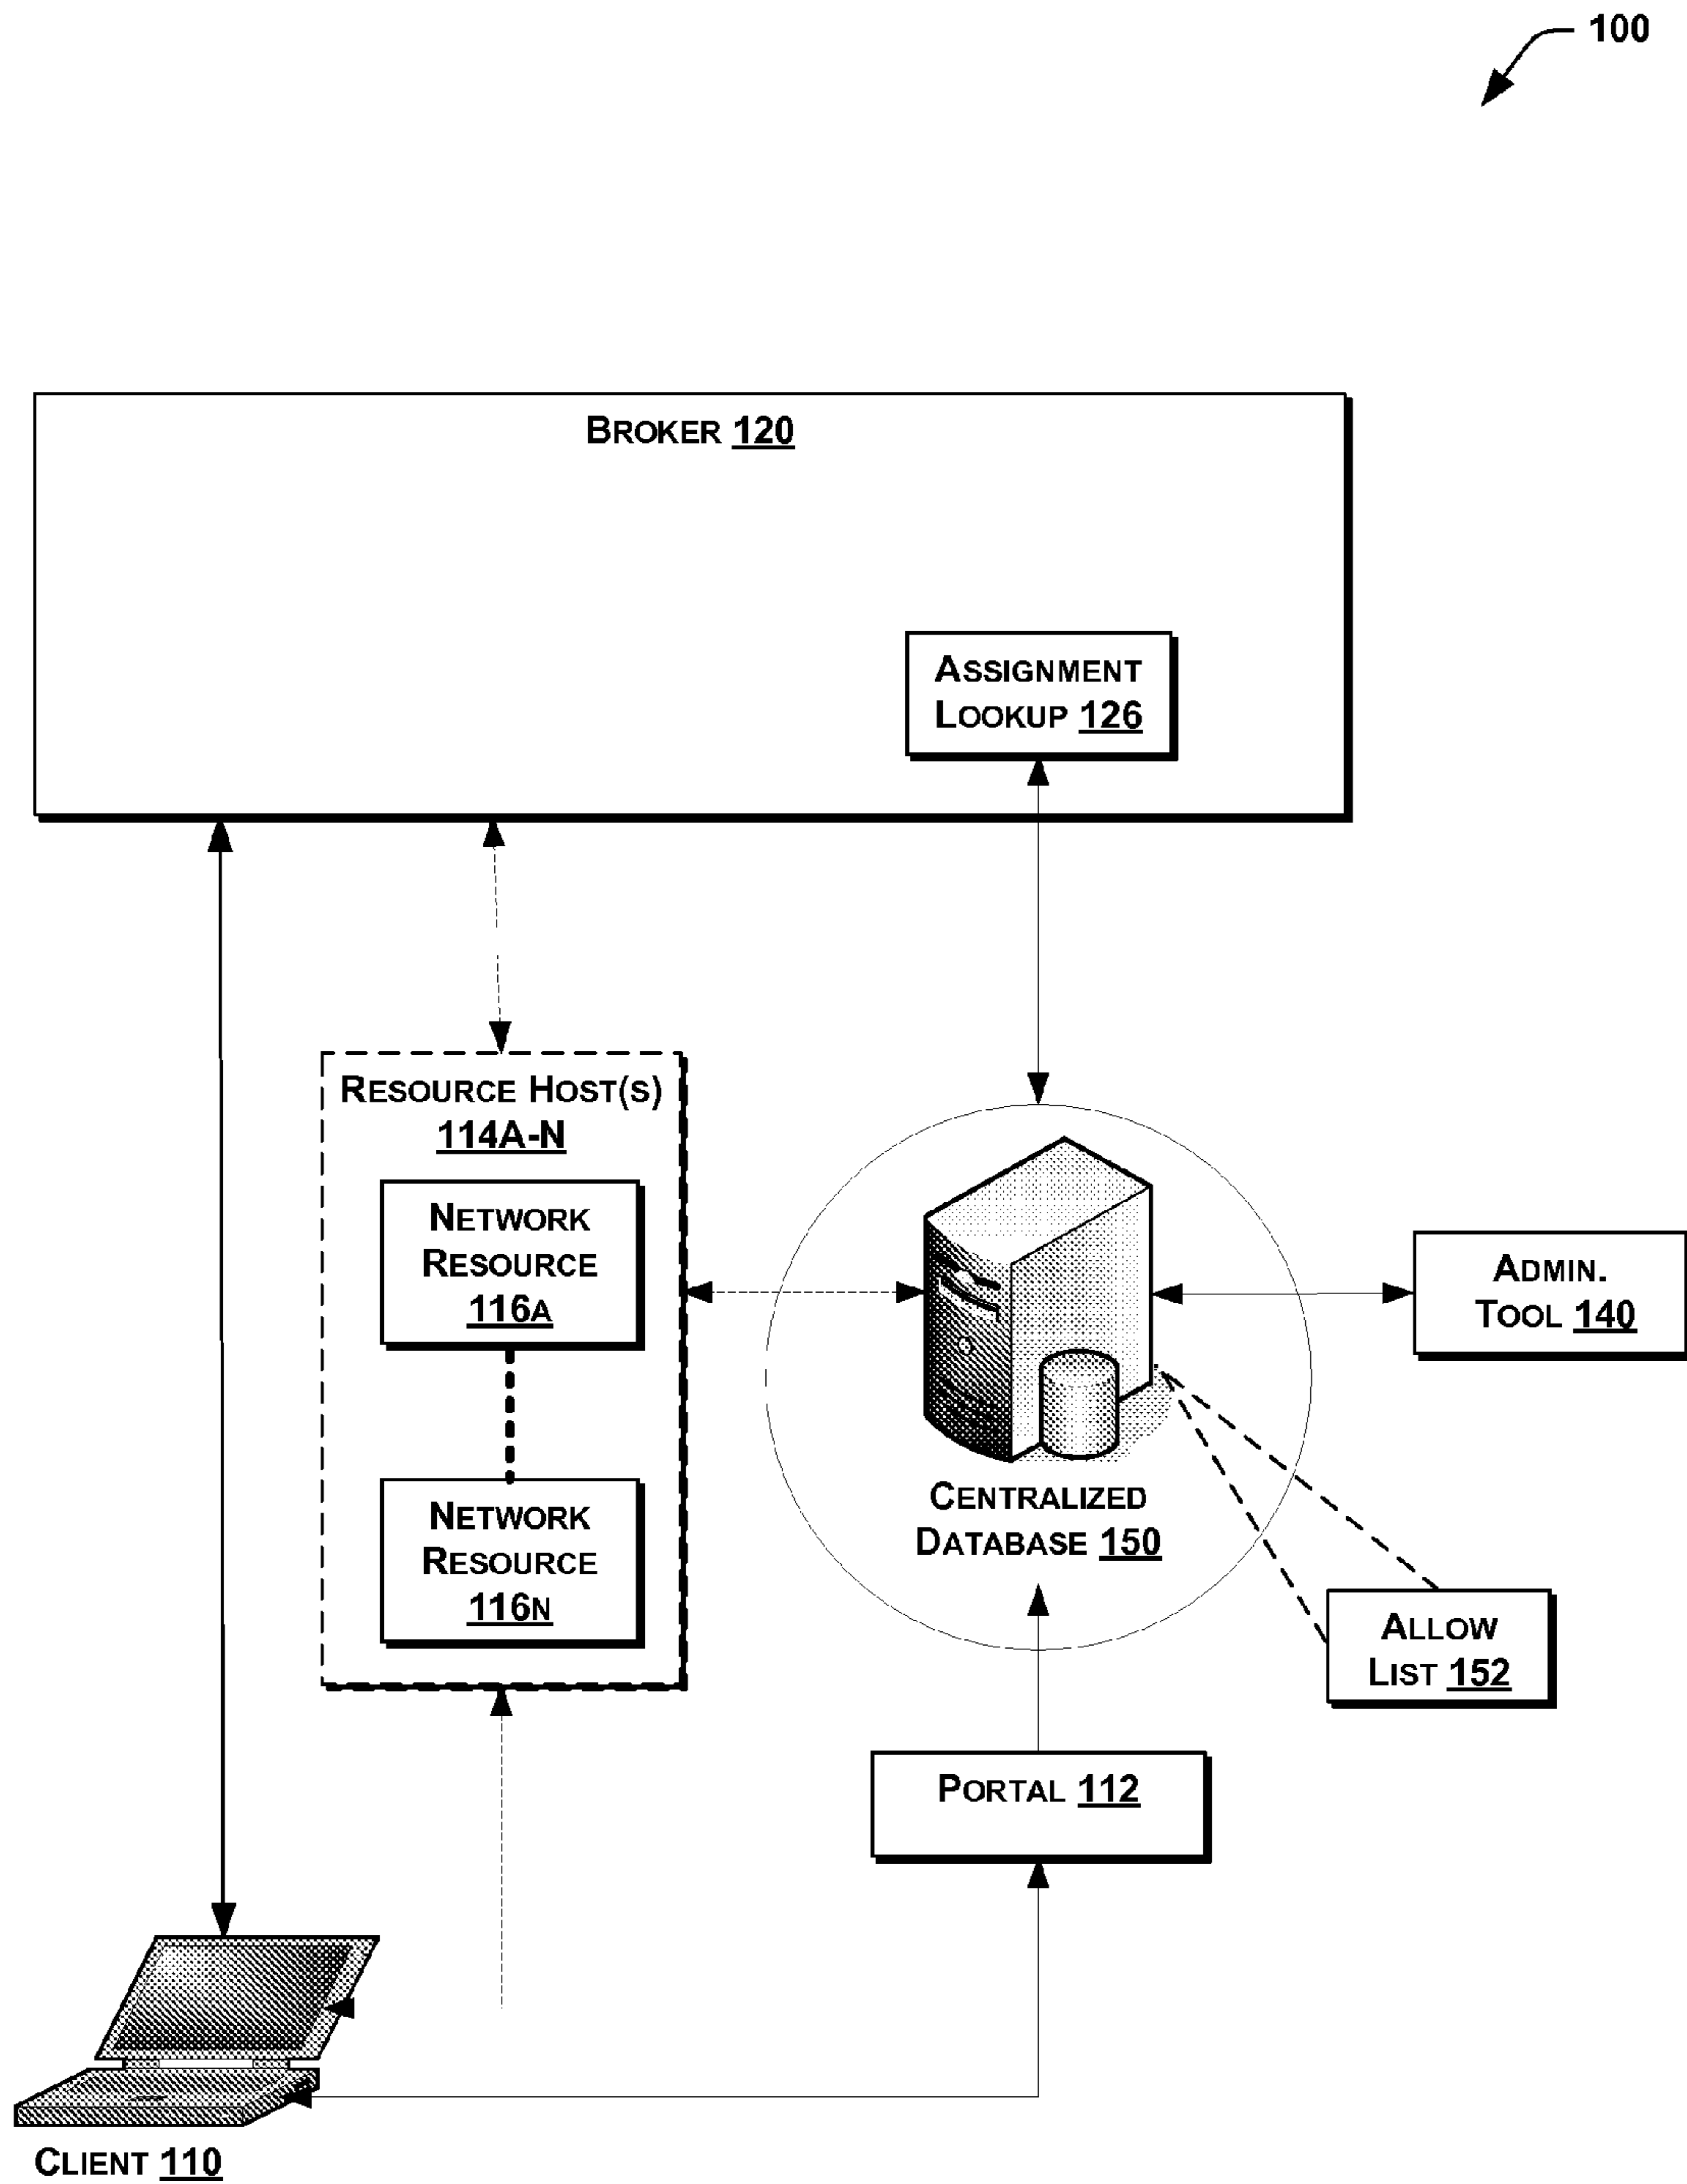 100
BROKER 120
ASSIGNMENT
LOOKUP 126
RESOURCE HOST(S)
114A-N
NETWORK
RESOURCE
116A
NETWORK
RESOURCE
116N
CENTRALIZED
DATABASE 150
ADMIN.
TOOL 140
ALLOW
LIST 152
PORTAL 112
CLIENT 110